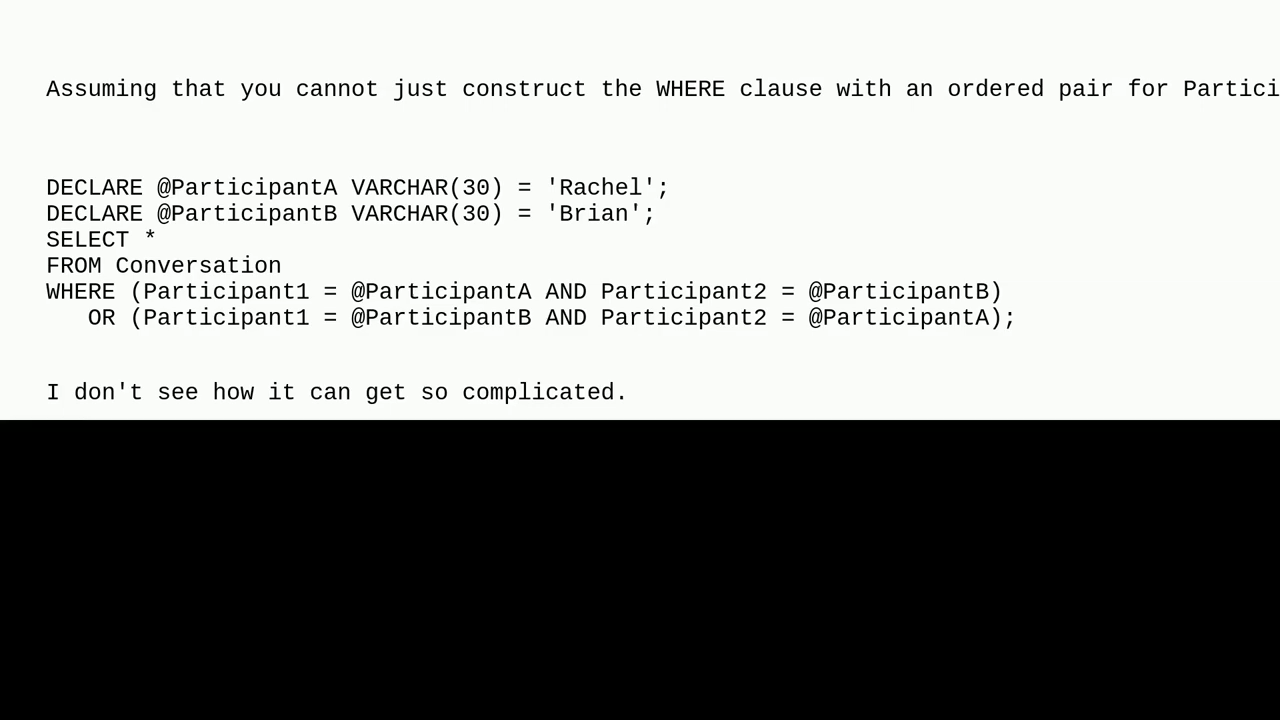 Assuming that you cannot just construct the WHERE clause with an ordered pair for Partici
DECLARE @ParticipantA VARCHAR(30) = 'Rachel';
DECLARE @ParticipantB VARCHAR(30) = 'Brian';
SELECT *
FROM Conversation
WHERE (Participant1 = @ParticipantA AND Participant2 = @ParticipantB)
   OR (Participant1 = @ParticipantB AND Participant2 = @ParticipantA);
I don't see how it can get so complicated.